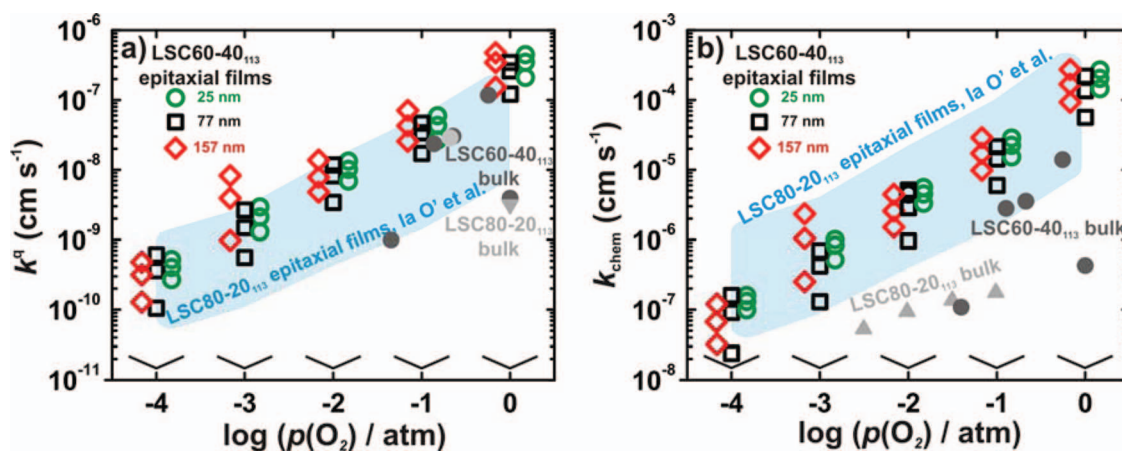 a) LSC60-40₁₁₃
epitaxial films
25 nm
77 nm
157 nm
LSC60-40₁₁₃
bulk
LSC80-20₁₁₃
bulk
LSC80-20₁₁₃ epitaxial films, la O' et al.
kq (cm s⁻¹)
10⁻⁶
10⁻⁷
10⁻⁸
10⁻⁹
10⁻¹⁰
10⁻¹¹
-4 -3 -2 -1 0
log (p(O₂) / atm)
b) LSC60-40₁₁₃
epitaxial films
25 nm
77 nm
157 nm
LSC80-20₁₁₃ epitaxial films, la O' et al.
LSC60-40₁₁₃ bulk
LSC80-20₁₁₃ bulk
kchem (cm s⁻¹)
10⁻³
10⁻⁴
10⁻⁵
10⁻⁶
10⁻⁷
10⁻⁸
-4 -3 -2 -1 0
log (p(O₂) / atm)